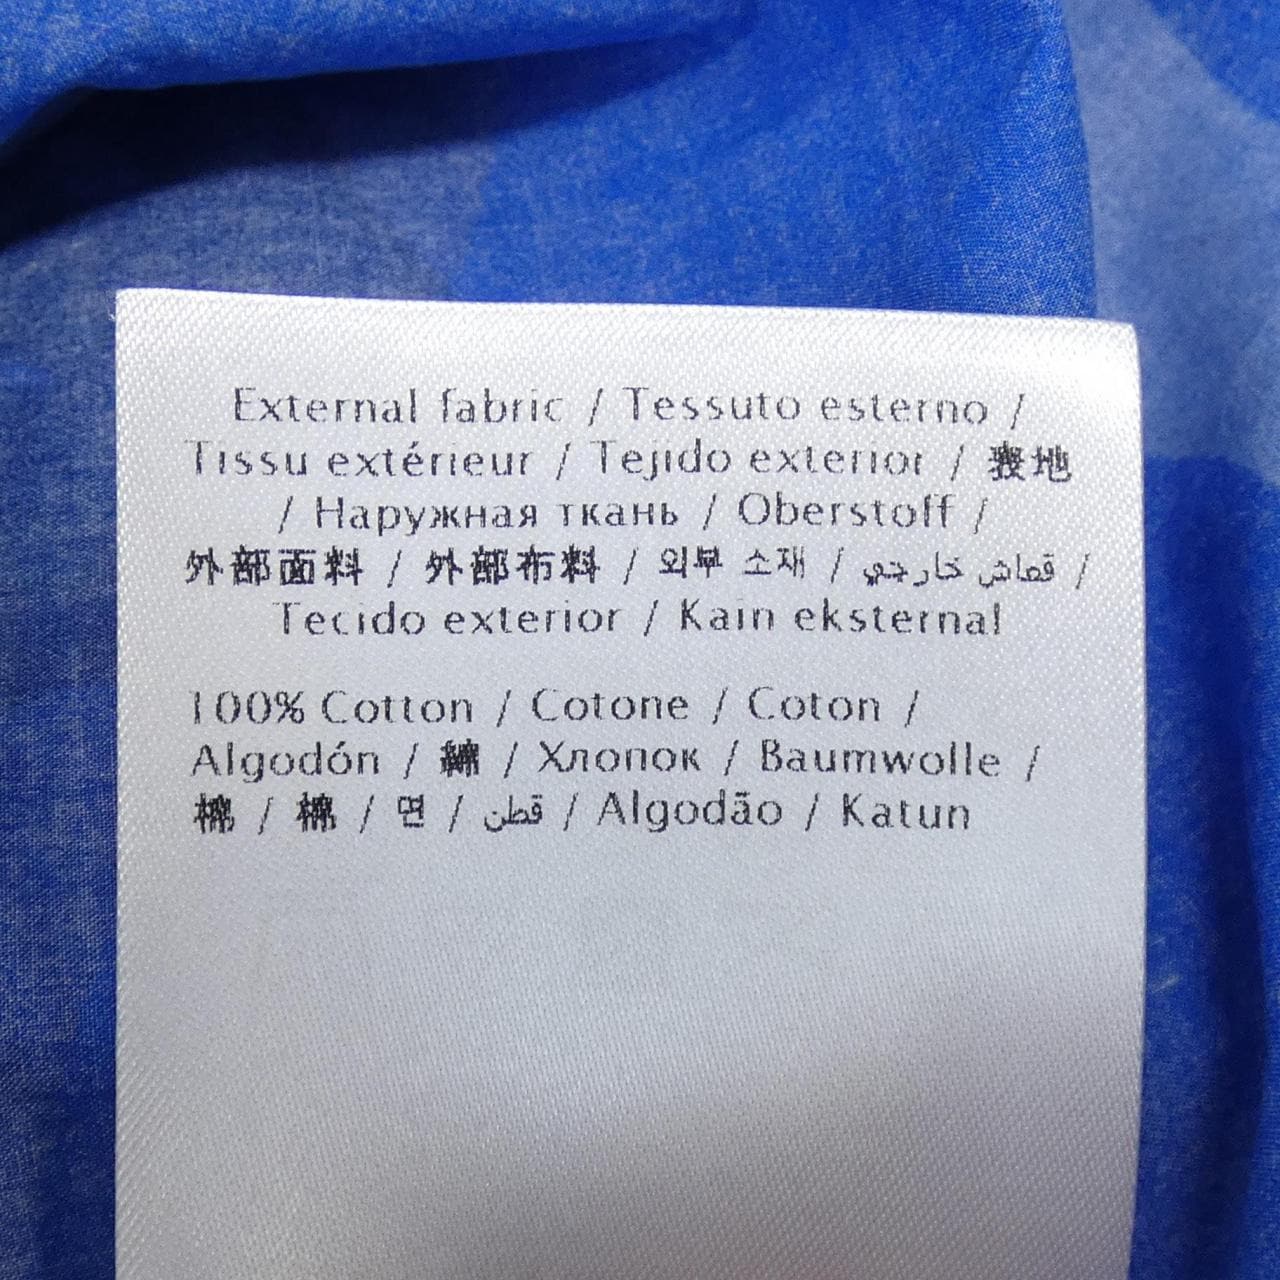 External fabric / Tessuto esterno /
Tissu extérieur / Tejido exterior / 表地
/ Наружная ткань / Oberstoff /
外部面料 / 外部布料 / 외부 소재 / قماش خارجي /
Tecido exterior / Kain eksternal
100% Cotton / Cotone / Coton /
Algodón / 綿 / Хлопок / Baumwolle /
棉 / 棉 / 면 / قطن / Algodão / Katun